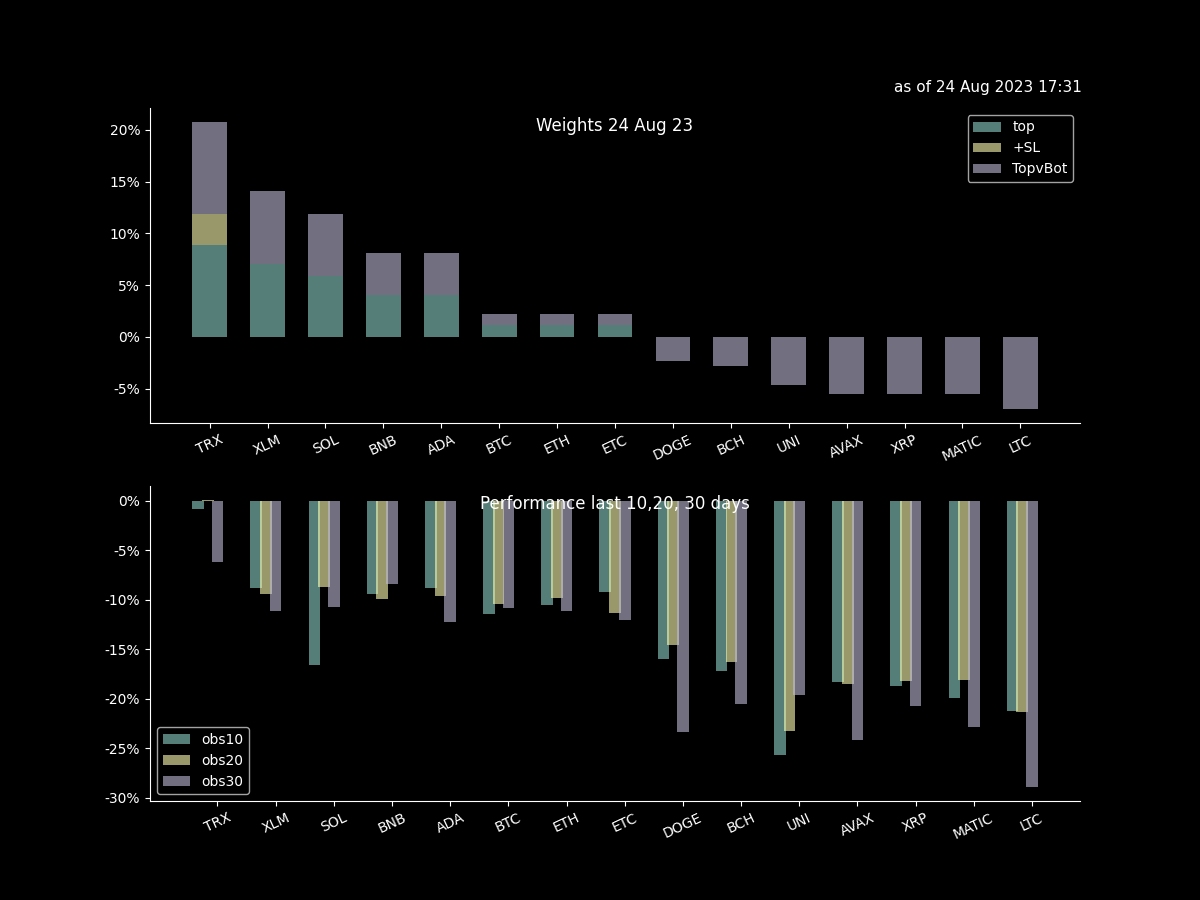 as of 24 Aug 2023 17:31
Weights 24 Aug 23
top
+SL
TopvBot
20%
15%
10%
5%
0%
-5%
TRX XLM SOL BNB ADA BTC ETH ETC DOGE BCH UNI AVAX XRP MATIC LTC
Performance last 10,20, 30 days
0%
-5%
-10%
-15%
-20%
-25%
-30%
obs10
obs20
obs30
TRX XLM SOL BNB ADA BTC ETH ETC DOGE BCH UNI AVAX XRP MATIC LTC